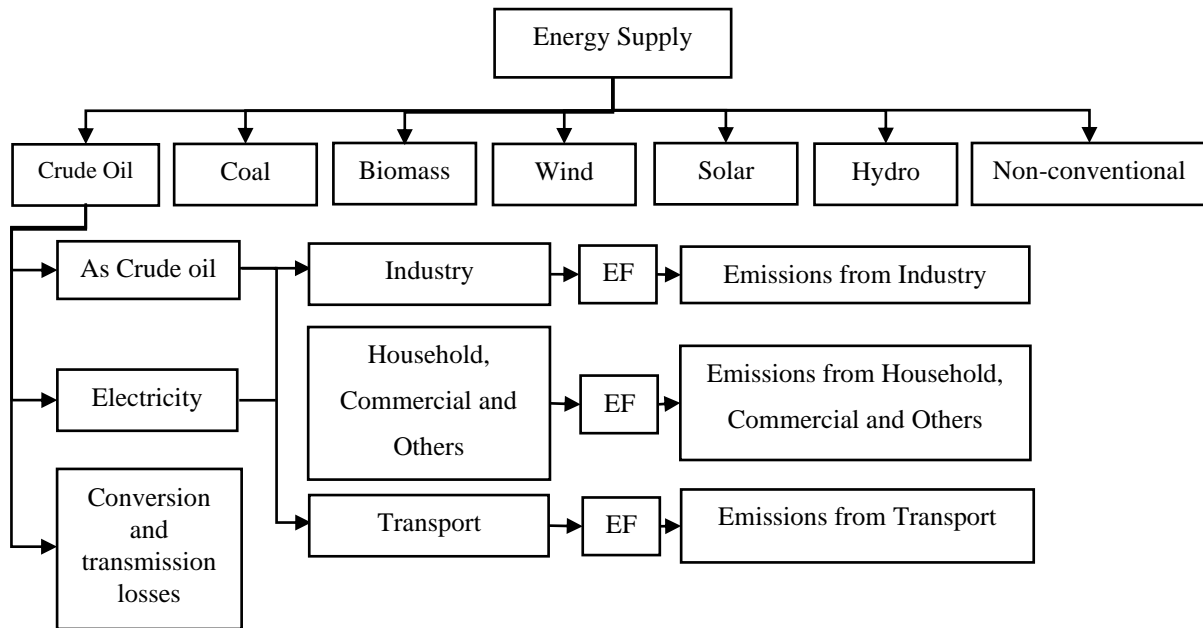 Energy Supply
Crude Oil
Coal
Biomass
Wind
Solar
Hydro
Non-conventional
As Crude oil
Industry
EF
Emissions from Industry
Electricity
Household,
Commercial and
Others
EF
Emissions from Household,
Commercial and Others
Conversion
and
transmission
losses
Transport
EF
Emissions from Transport